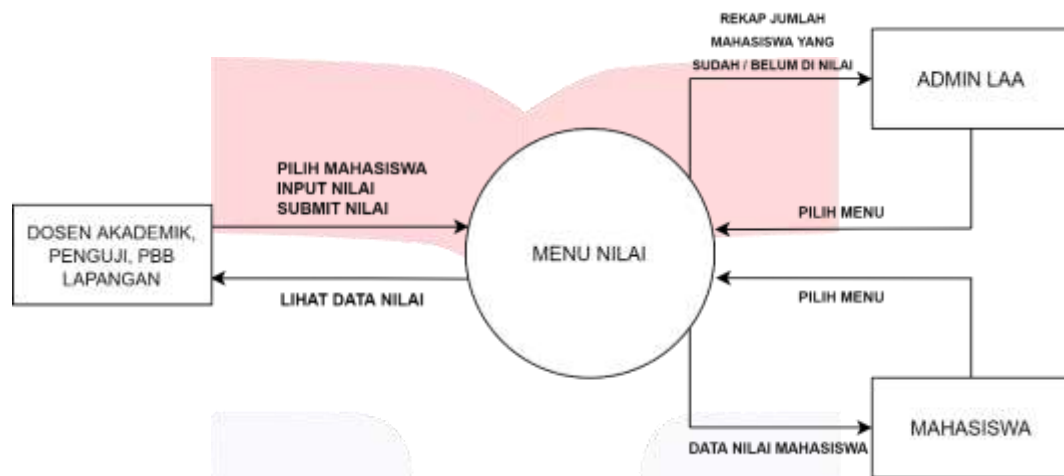 REKAP JUMLAH
MAHASISWA YANG
SUDAH / BELUM DI NILAI
ADMIN LAA
PILIH MAHASISWA
INPUT NILAI
SUBMIT NILAI
PILIH MENU
DOSEN AKADEMIK,
PENGUJI, PBB
LAPANGAN
MENU NILAI
LIHAT DATA NILAI
PILIH MENU
DATA NILAI MAHASISWA
MAHASISWA